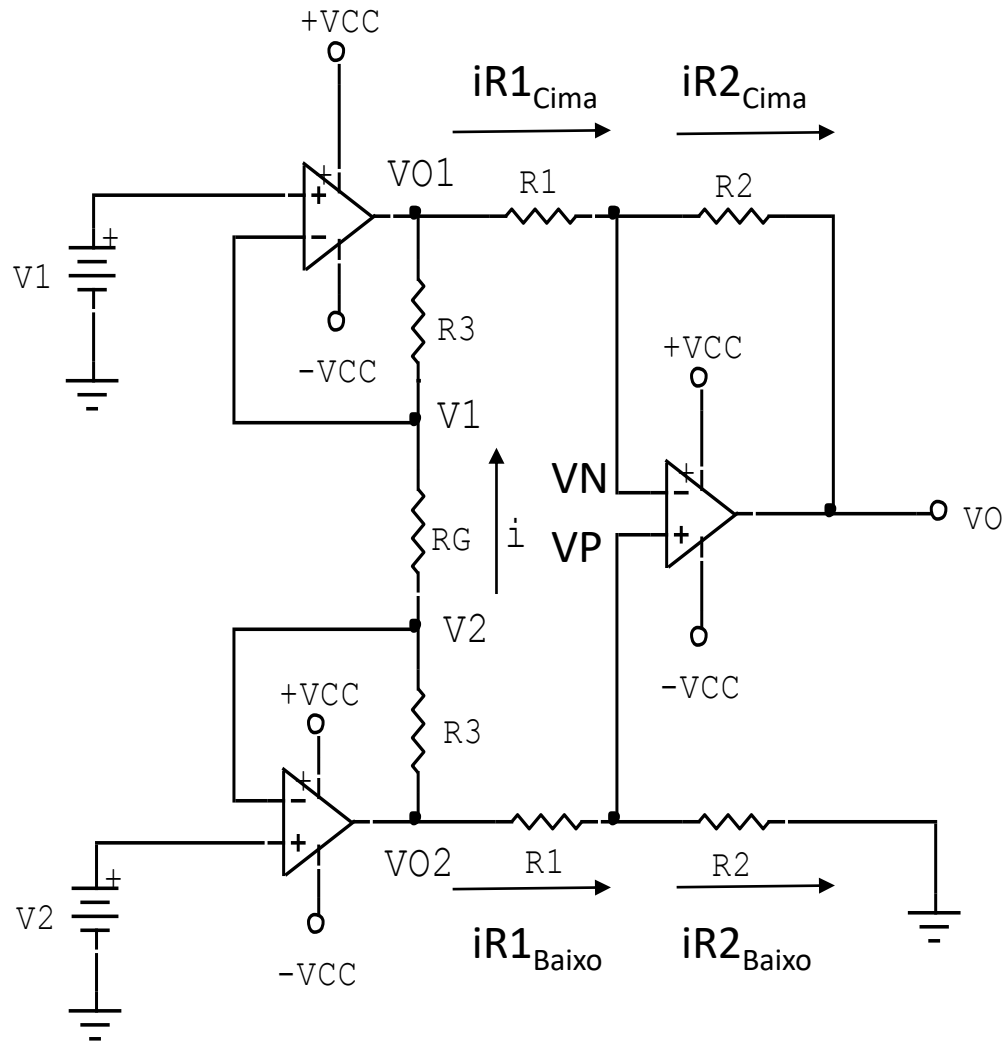 +VCC
iR1Cima
iR2Cima
VO1
R1
R2
+
+
-
+
V1
R3
-VCC
+VCC
V1
VN
+
-
i
VO
RG
VP
+
V2
-VCC
+VCC
R3
+
-
+
+
VO2
R1
R2
V2
-VCC
iR1Baixo
iR2Baixo